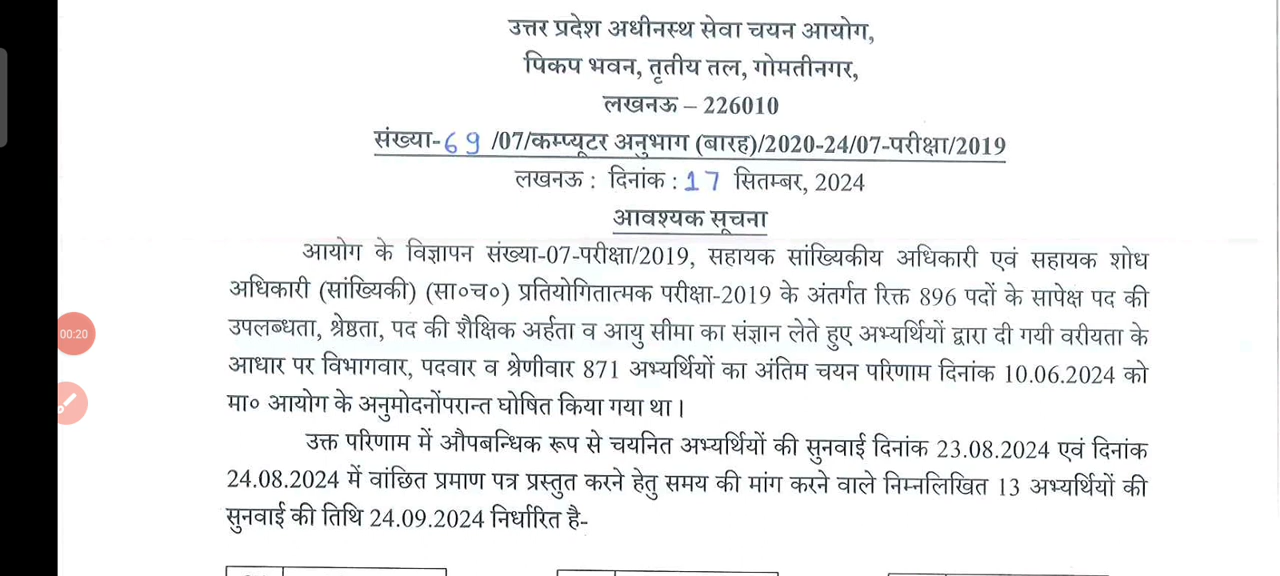 उत्तर प्रदेश अधीनस्थ सेवा चयन आयोग,
पिकप भवन, तृतीय तल, गोमतीनगर,
लखनऊ – 226010
संख्या-69 /07/कम्प्यूटर अनुभाग (बारह)/2020-24/07-परीक्षा/2019
लखनऊ : दिनांक : 17 सितम्बर, 2024
आवश्यक सूचना
आयोग के विज्ञापन संख्या-07-परीक्षा/2019, सहायक सांख्यिकीय अधिकारी एवं सहायक शोध
अधिकारी (सांख्यिकी) (सा०च०) प्रतियोगितात्मक परीक्षा-2019 के अंतर्गत रिक्त 896 पदों के सापेक्ष पद की
उपलब्धता, श्रेष्ठता, पद की शैक्षिक अर्हता व आयु सीमा का संज्ञान लेते हुए अभ्यर्थियों द्वारा दी गयी वरीयता के
00:20
आधार पर विभागवार, पदवार व श्रेणीवार 871 अभ्यर्थियों का अंतिम चयन परिणाम दिनांक 10.06.2024 को
मा० आयोग के अनुमोदनोंपरान्त घोषित किया गया था।
उक्त परिणाम में औपबन्धिक रूप से चयनित अभ्यर्थियों की सुनवाई दिनांक 23.08.2024 एवं दिनांक
24.08.2024 में वांछित प्रमाण पत्र प्रस्तुत करने हेतु समय की मांग करने वाले निम्नलिखित 13 अभ्यर्थियों की
सुनवाई की तिथि 24.09.2024 निर्धारित है-